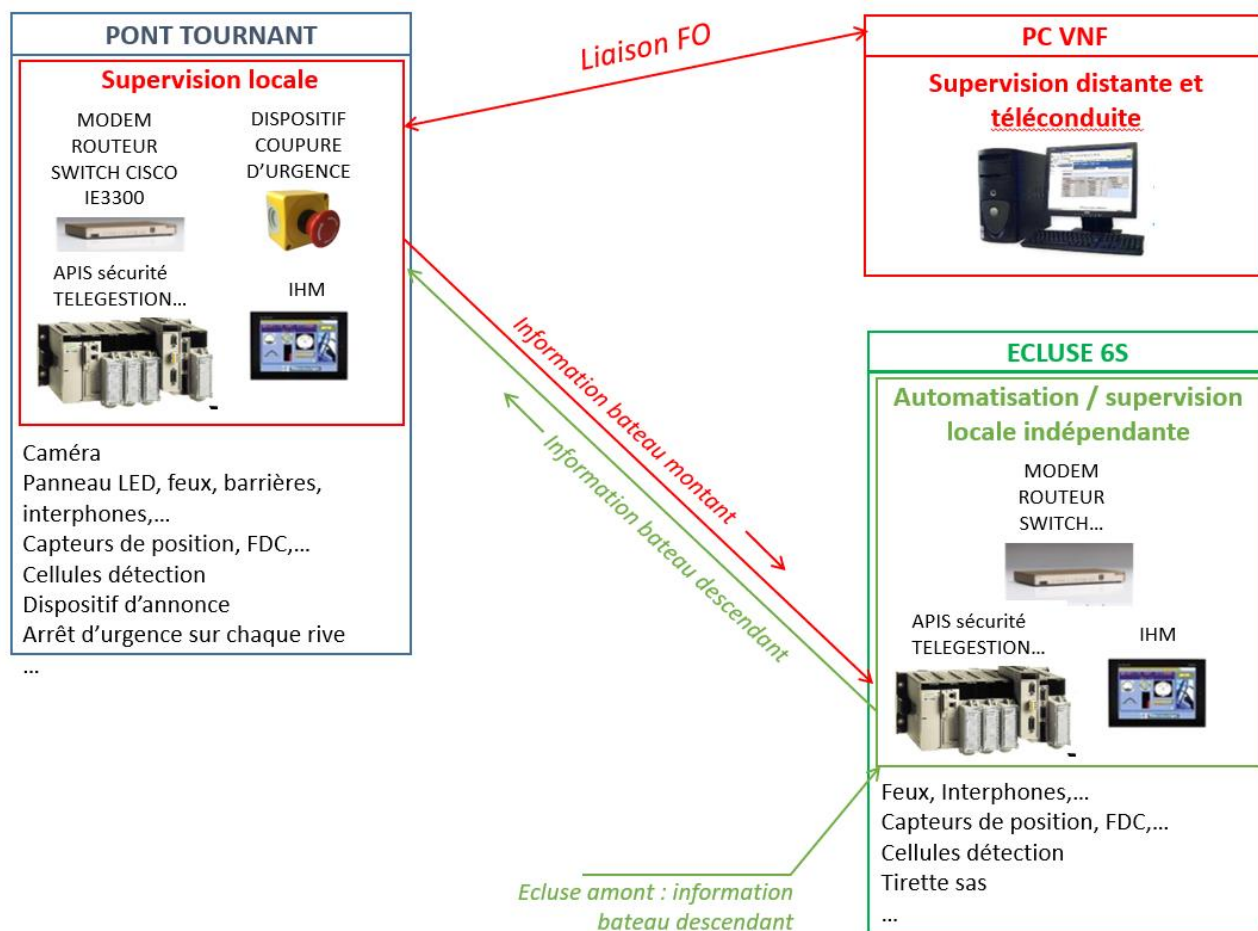 PONT TOURNANT
Supervision locale
MODEM
ROUTEUR
SWITCH CISCO
IE3300
DISPOSITIF
COUPURE
D’URGENCE
APIS sécurité
TELEGESTION…
IHM
Caméra
Panneau LED, feux, barrières,
interphones,…
Capteurs de position, FDC,…
Cellules détection
Dispositif d’annonce
Arrêt d’urgence sur chaque rive
…
Liaison FO
PC VNF
Supervision distante et
téléconduite
Information bateau montant
Information bateau descendant
ECLUSE 6S
Automatisation / supervision
locale indépendante
MODEM
ROUTEUR
SWITCH…
APIS sécurité
TELEGESTION…
IHM
Feux, Interphones,…
Capteurs de position, FDC,…
Cellules détection
Tirette sas
…
Ecluse amont : information
bateau descendant